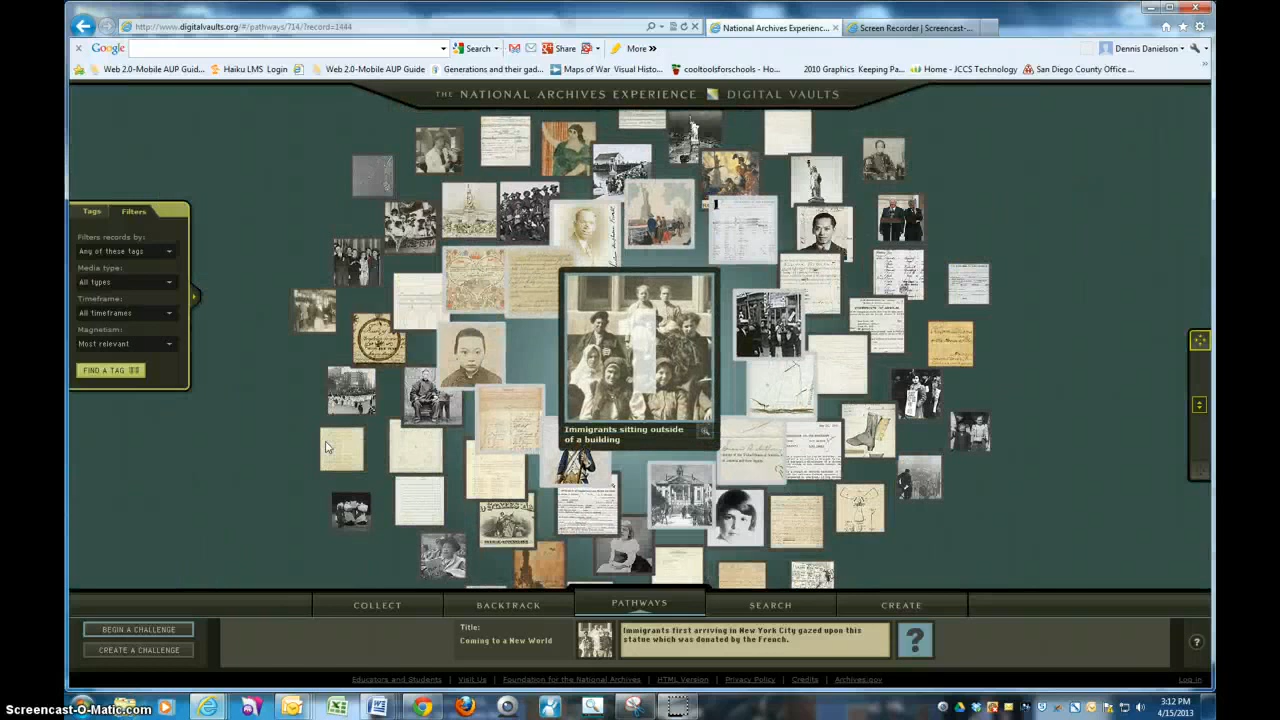 http://www.digitalvaults.org/#/pathways/714/?record=1444
National Archives Experienc...
Screen Recorder | Screencast-...
Google
Search
Share
More »
Dennis Danielson
Web 2.0-Mobile AUP Guid...
Haiku LMS Login
Web 2.0-Mobile AUP Guide
Generations and their gad...
Maps of War Visual Histo...
cooltoolsforschools - Ho...
2010 Graphics Keeping Pa...
Home - JCCS Technology
San Diego County Office ...
THE NATIONAL ARCHIVES EXPERIENCE DIGITAL VAULTS
Tags
Filters
Filters records by:
Any of these tags
Media type:
All types
Timeframe:
All timeframes
Magnetism:
Most relevant
FIND A TAG
Immigrants sitting outside
of a building
COLLECT
BACKTRACK
PATHWAYS
SEARCH
CREATE
BEGIN A CHALLENGE
CREATE A CHALLENGE
Title:
Coming to a New World
Immigrants first arriving in New York City gazed upon this
statue which was donated by the French.
?
?
Educators and Students | Visit Us | Foundation for the National Archives | HTML Version | Privacy Policy | Credits | Archives.gov
Log in
3:12 PM
4/15/2013
Screencast-O-Matic.com